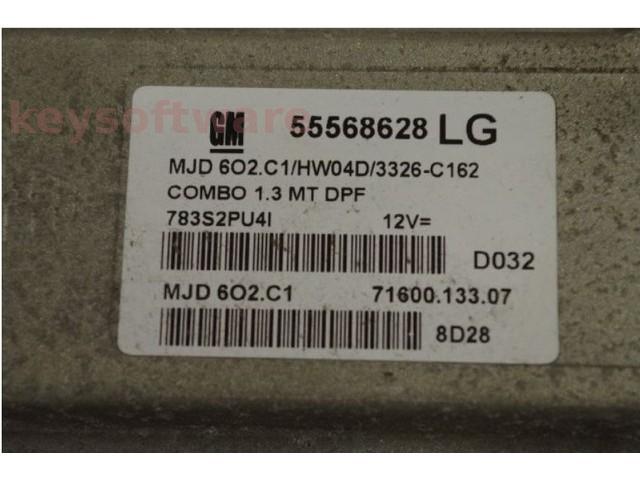 keysoftware
GM 55568628 LG
MJD 6O2.C1/HW04D/3326-C162
COMBO 1.3 MT DPF
783S2PU4I 12V=
D032
MJD 6O2.C1 71600.133.07
8D28